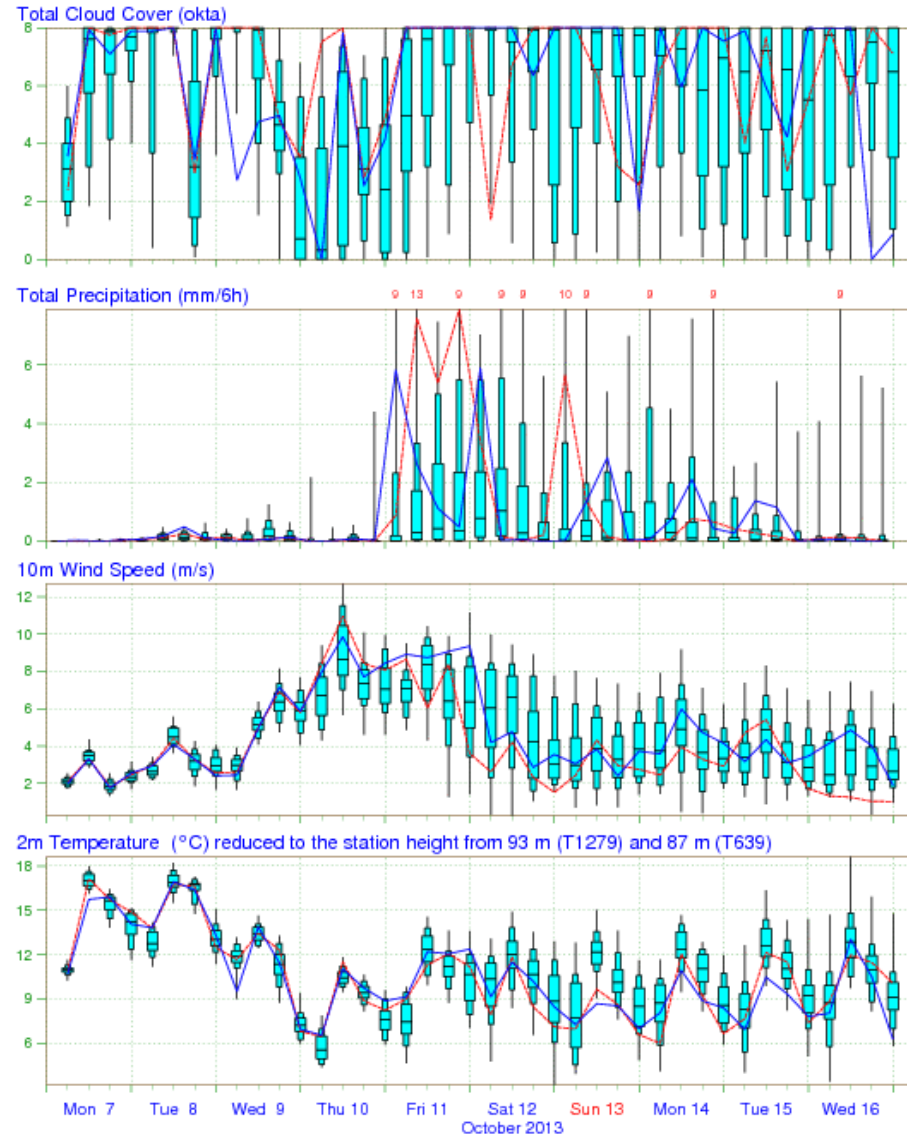 Total Cloud Cover (okta)
8
6
4
2
0
Total Precipitation (mm/6h)
9 13 9 9 9 10 9 9 9 9
6
4
2
0
10m Wind Speed (m/s)
12
10
8
6
4
2
2m Temperature (°C) reduced to the station height from 93 m (T1279) and 87 m (T639)
18
15
12
9
6
Mon 7 Tue 8 Wed 9 Thu 10 Fri 11 Sat 12 Sun 13 Mon 14 Tue 15 Wed 16
October 2013